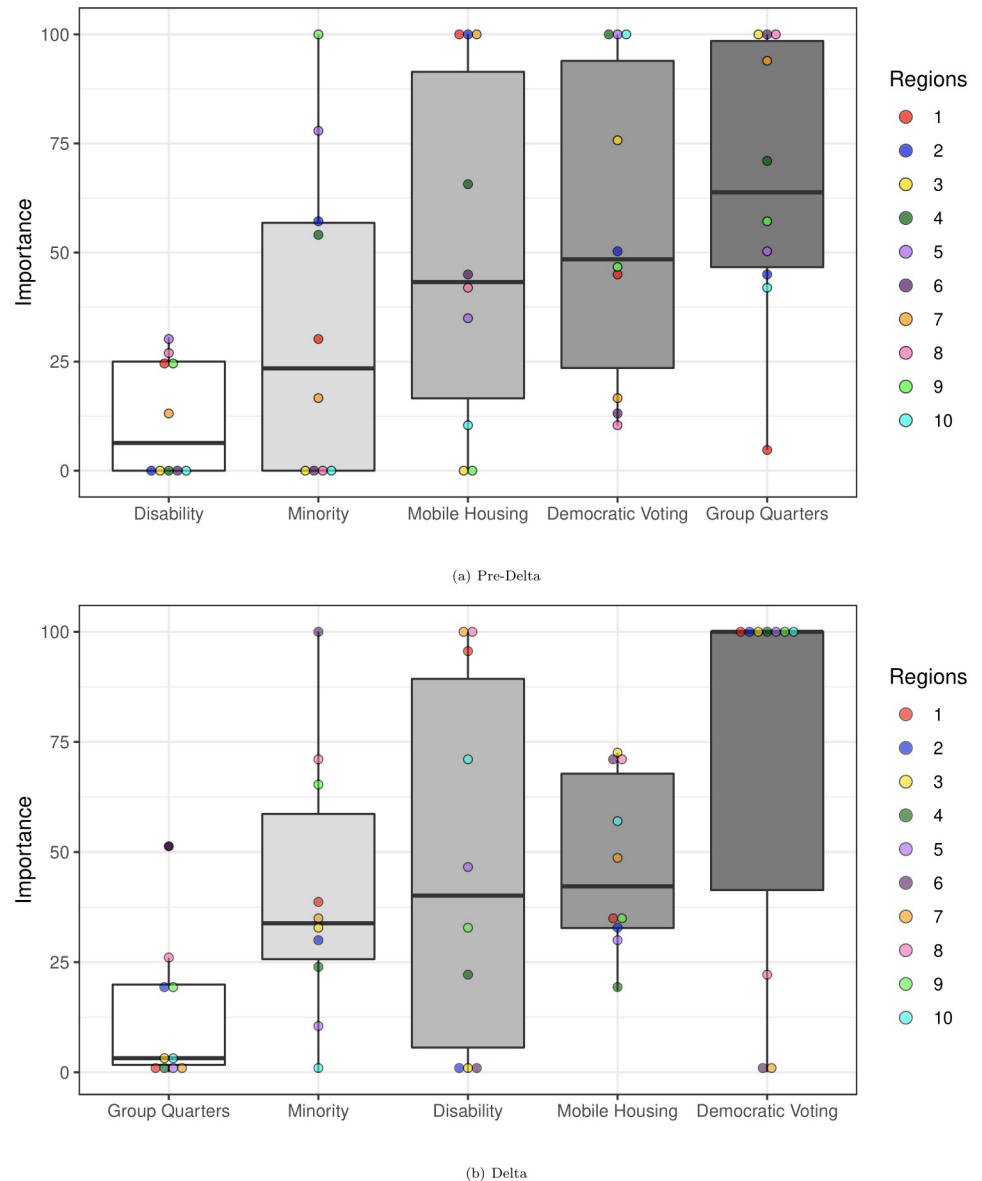 100
75
50
25
0
Importance
Disability
Minority
Mobile Housing
Democratic Voting
Group Quarters
Regions
1
2
3
4
5
6
7
8
9
10
(a) Pre-Delta
100
75
50
25
0
Importance
Group Quarters
Minority
Disability
Mobile Housing
Democratic Voting
Regions
1
2
3
4
5
6
7
8
9
10
(b) Delta